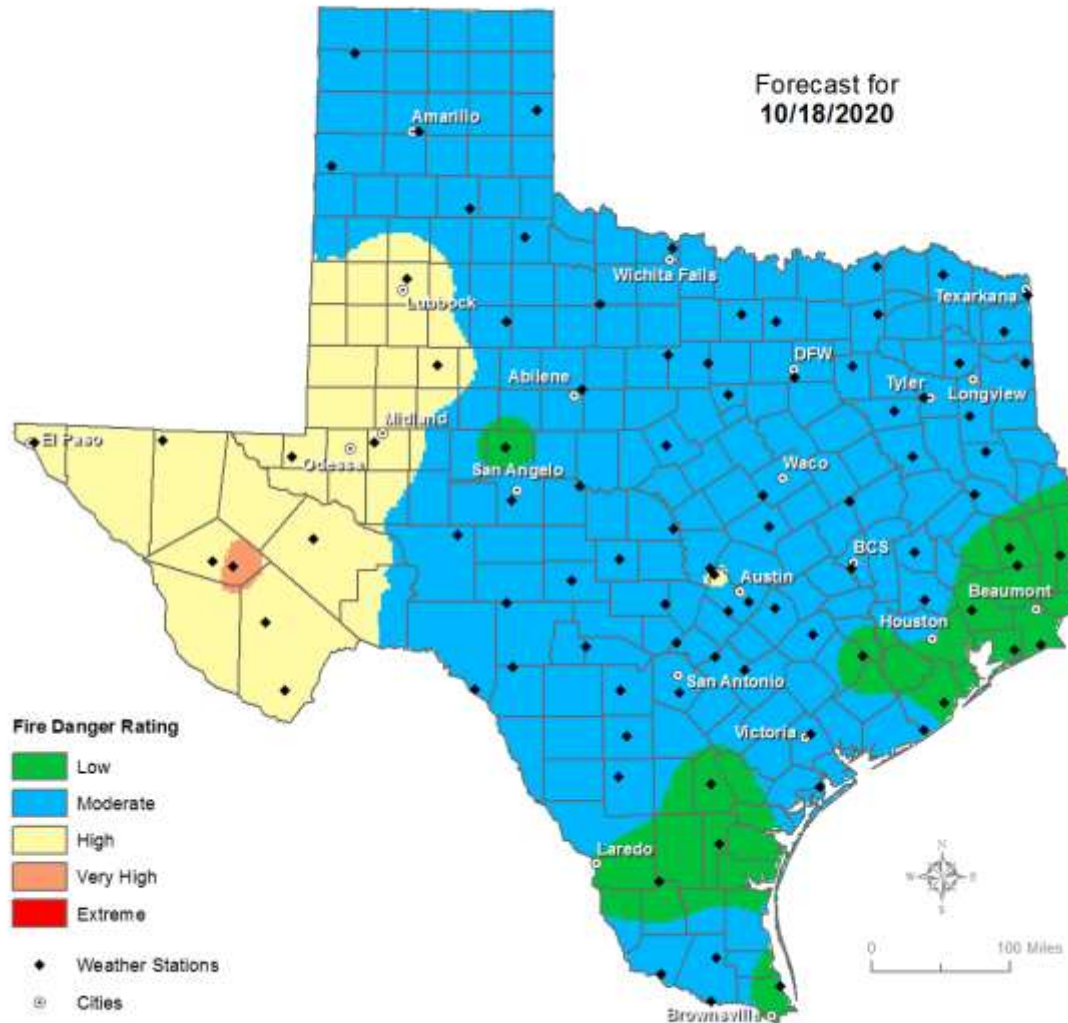 Forecast for
10/18/2020
Amarillo
Wichita Falls
Lubbock
Texarkana
DFW
Abilene
Tyler
Longview
Midland
El Paso
Odessa
Waco
San Angelo
BCS
Austin
Beaumont
Houston
San Antonio
Victoria
Laredo
Brownsville
Fire Danger Rating
Low
Moderate
High
Very High
Extreme
Weather Stations
Cities
N
W
E
S
0 100 Miles